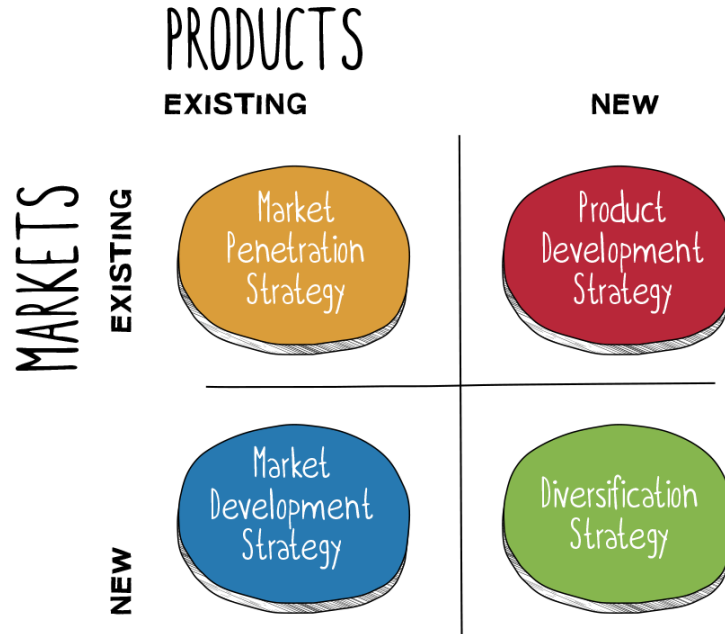 PRODUCTS
EXISTING
NEW
MARKETS
EXISTING
Market
Penetration
Strategy
Product
Development
Strategy
NEW
Market
Development
Strategy
Diversification
Strategy